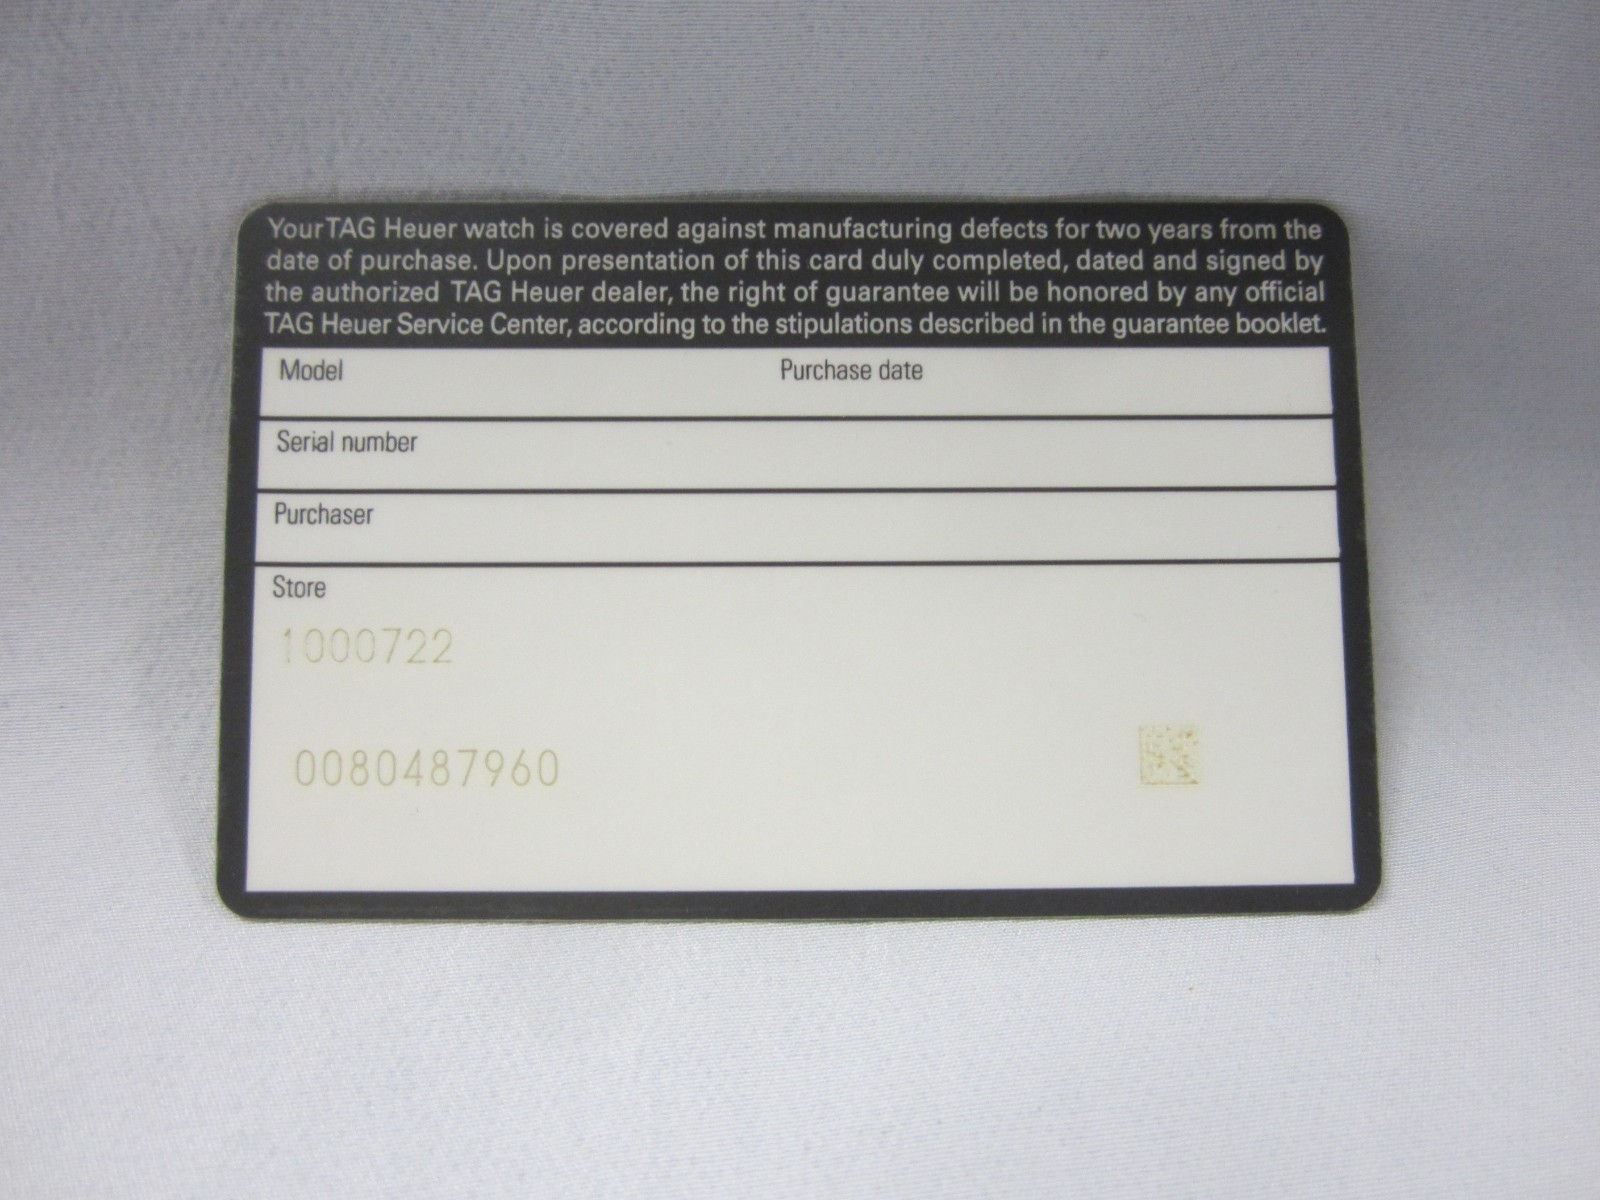 Your TAG Heuer watch is covered against manufacturing defects for two years from the
date of purchase. Upon presentation of this card duly completed, dated and signed by
the authorized TAG Heuer dealer, the right of guarantee will be honored by any official
TAG Heuer Service Center, according to the stipulations described in the guarantee booklet.
Model Purchase date
Serial number
Purchaser
Store
1000722
0080487960